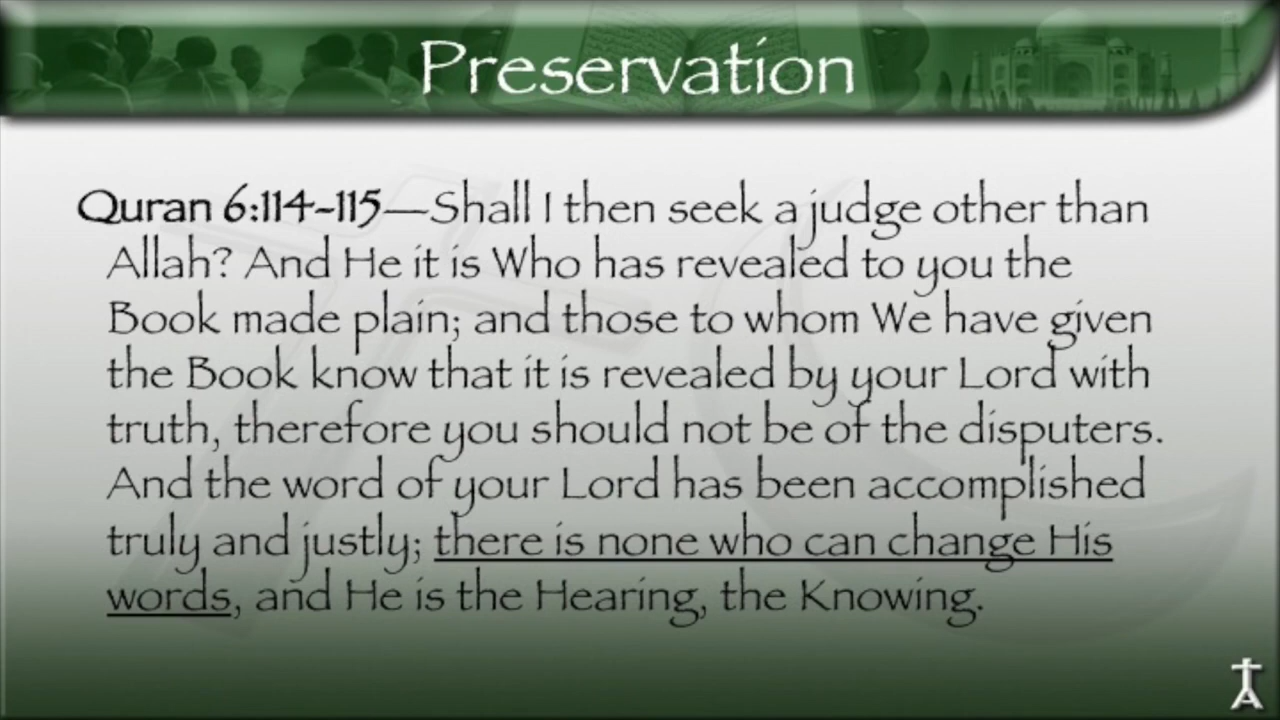 Preservation
Quran 6:114-115—Shall I then seek a judge other than
Allah? And He it is Who has revealed to you the
Book made plain; and those to whom We have given
the Book know that it is revealed by your Lord with
truth, therefore you should not be of the disputers.
And the word of your Lord has been accomplished
truly and justly; there is none who can change His
words, and He is the Hearing, the Knowing.